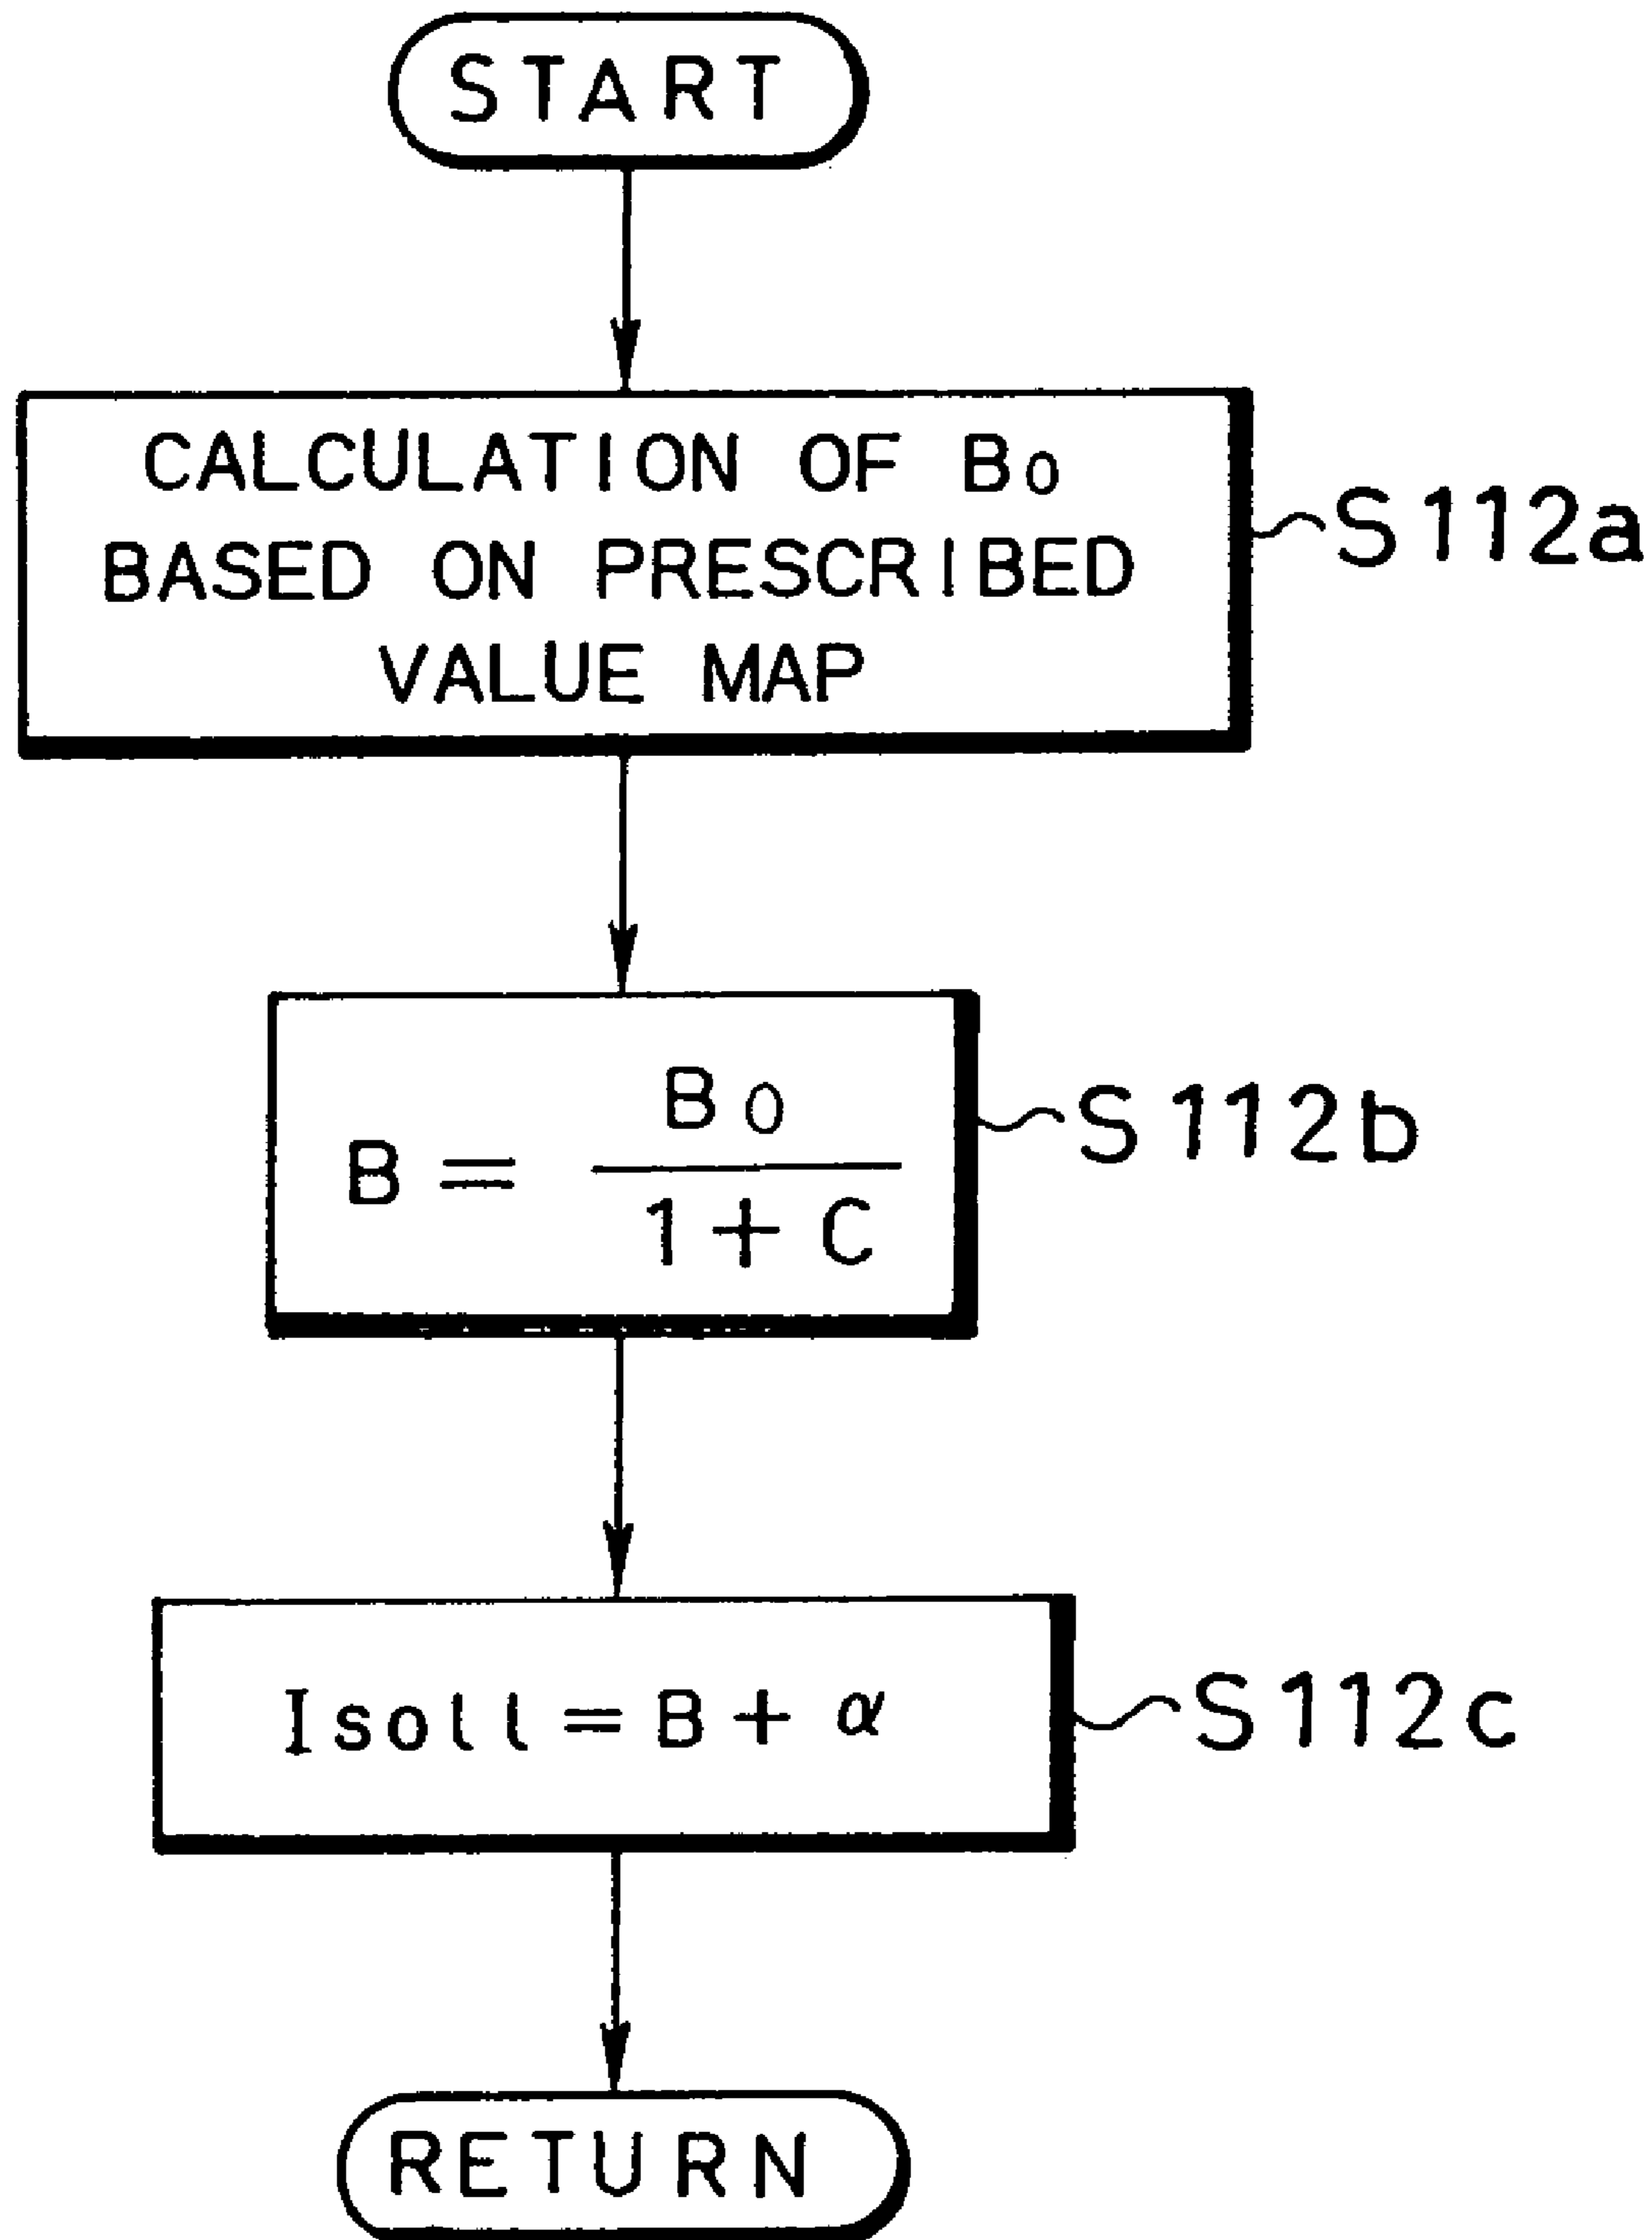 START
CALCULATION OF B₀
BASED ON PRESCRIBED
VALUE MAP
S112a
B = B₀ / 1 + C
S112b
Isoll = B + α
S112c
RETURN